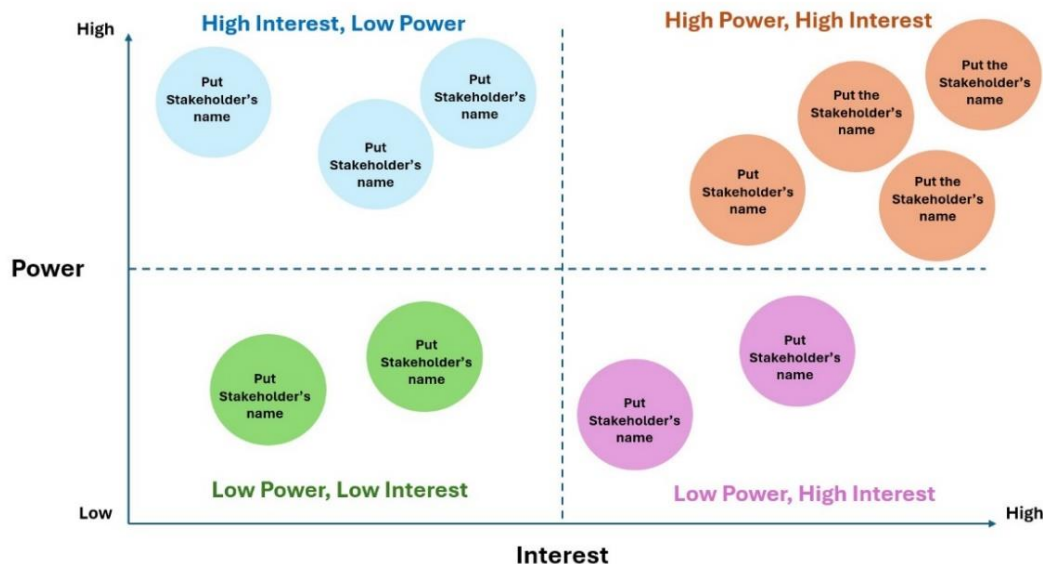 High Interest, Low Power
High Power, High Interest
High
Put
Stakeholder's
name
Put
Stakeholder's
name
Put
Stakeholder's
name
Put the
Stakeholder's
name
Put the
Stakeholder's
name
Put
Stakeholder's
name
Put the
Stakeholder's
name
Power
Put
Stakeholder's
name
Put
Stakeholder's
name
Put
Stakeholder's
name
Put
Stakeholder's
name
Low Power, Low Interest
Low Power, High Interest
Low
High
Interest